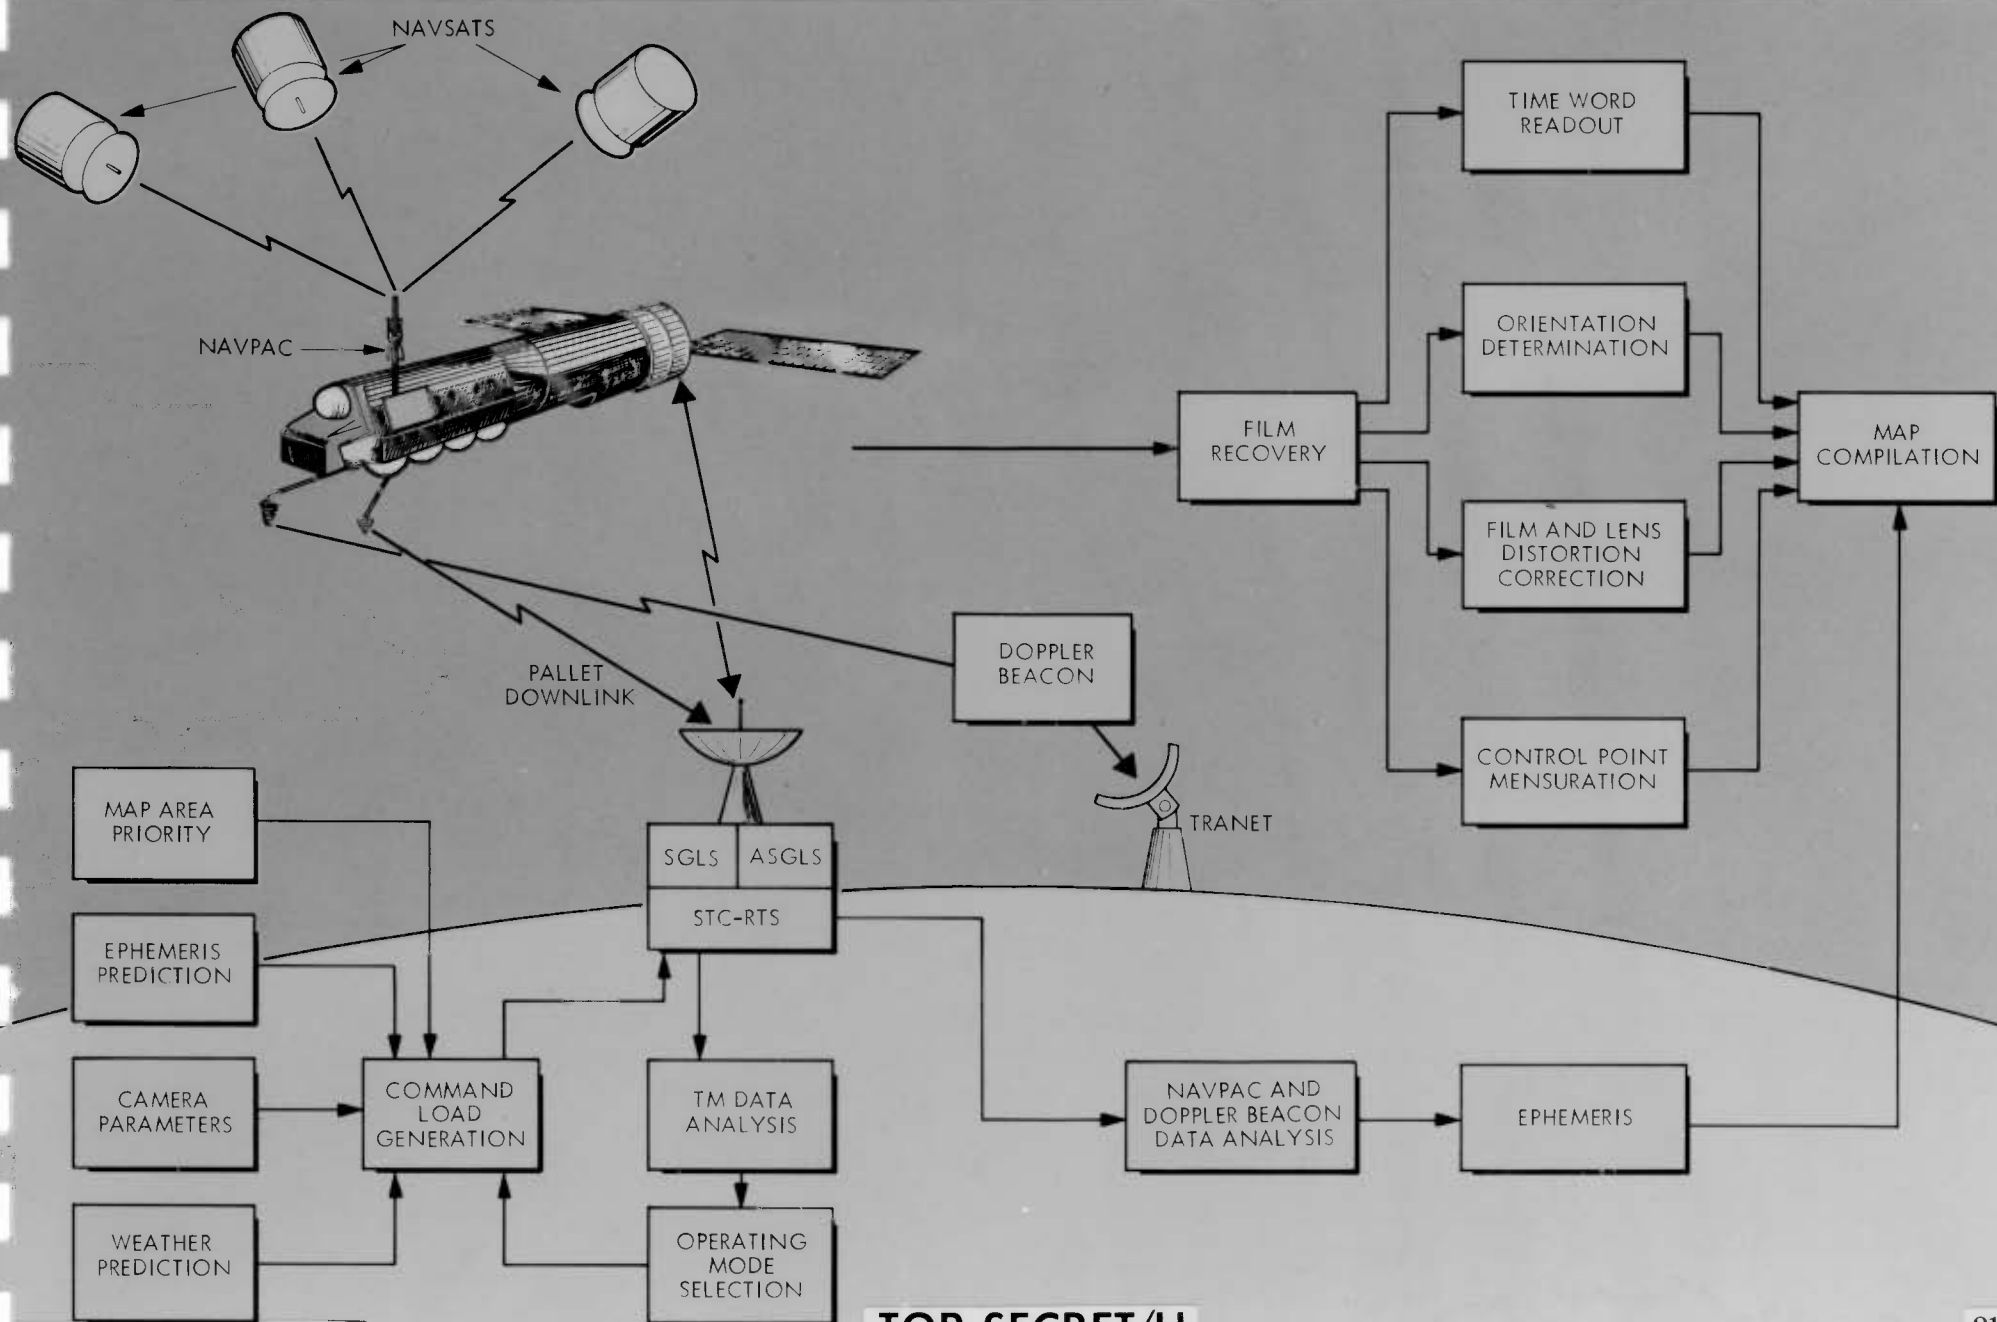 NAVSATS
NAVPAC
TIME WORD
READOUT
ORIENTATION
DETERMINATION
FILM
RECOVERY
MAP
COMPILATION
FILM AND LENS
DISTORTION
CORRECTION
CONTROL POINT
MENSURATION
DOPPLER
BEACON
PALLET
DOWNLINK
TRANET
MAP AREA
PRIORITY
SGLS
ASGLS
STC-RTS
EPHEMERIS
PREDICTION
CAMERA
PARAMETERS
COMMAND
LOAD
GENERATION
TM DATA
ANALYSIS
NAVPAC AND
DOPPLER BEACON
DATA ANALYSIS
EPHEMERIS
WEATHER
PREDICTION
OPERATING
MODE
SELECTION
TOP SECRET/H